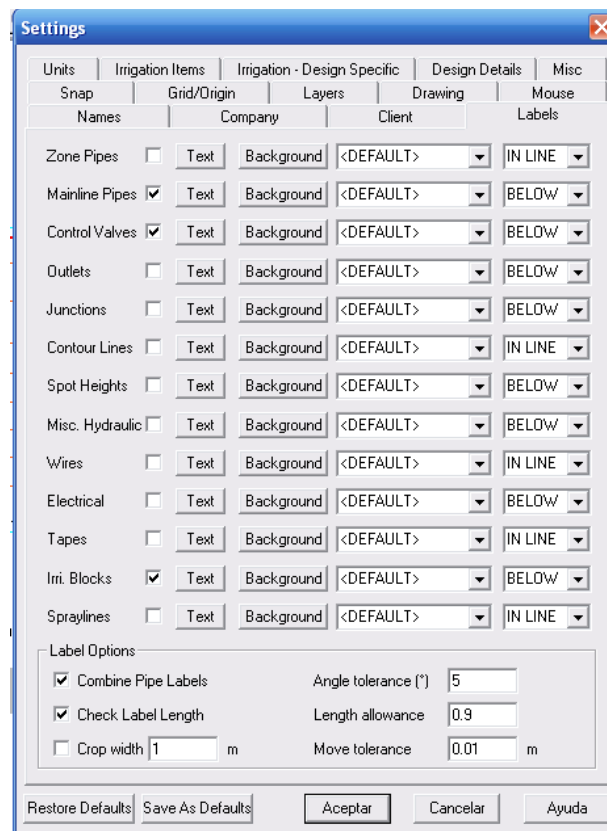 Settings
Units Irrigation Items Irrigation - Design Specific Design Details Misc
Snap Grid/Origin Layers Drawing Mouse
Names Company Client Labels
Zone Pipes Text Background <DEFAULT> IN LINE
Mainline Pipes Text Background <DEFAULT> BELOW
Control Valves Text Background <DEFAULT> BELOW
Outlets Text Background <DEFAULT> BELOW
Junctions Text Background <DEFAULT> BELOW
Contour Lines Text Background <DEFAULT> IN LINE
Spot Heights Text Background <DEFAULT> BELOW
Misc. Hydraulic Text Background <DEFAULT> BELOW
Wires Text Background <DEFAULT> IN LINE
Electrical Text Background <DEFAULT> BELOW
Tapes Text Background <DEFAULT> IN LINE
Irri. Blocks Text Background <DEFAULT> BELOW
Spraylines Text Background <DEFAULT> IN LINE
Label Options
Combine Pipe Labels Angle tolerance (°) 5
Check Label Length Length allowance 0.9
Crop width 1 m Move tolerance 0.01 m
Restore Defaults Save As Defaults Aceptar Cancelar Ayuda